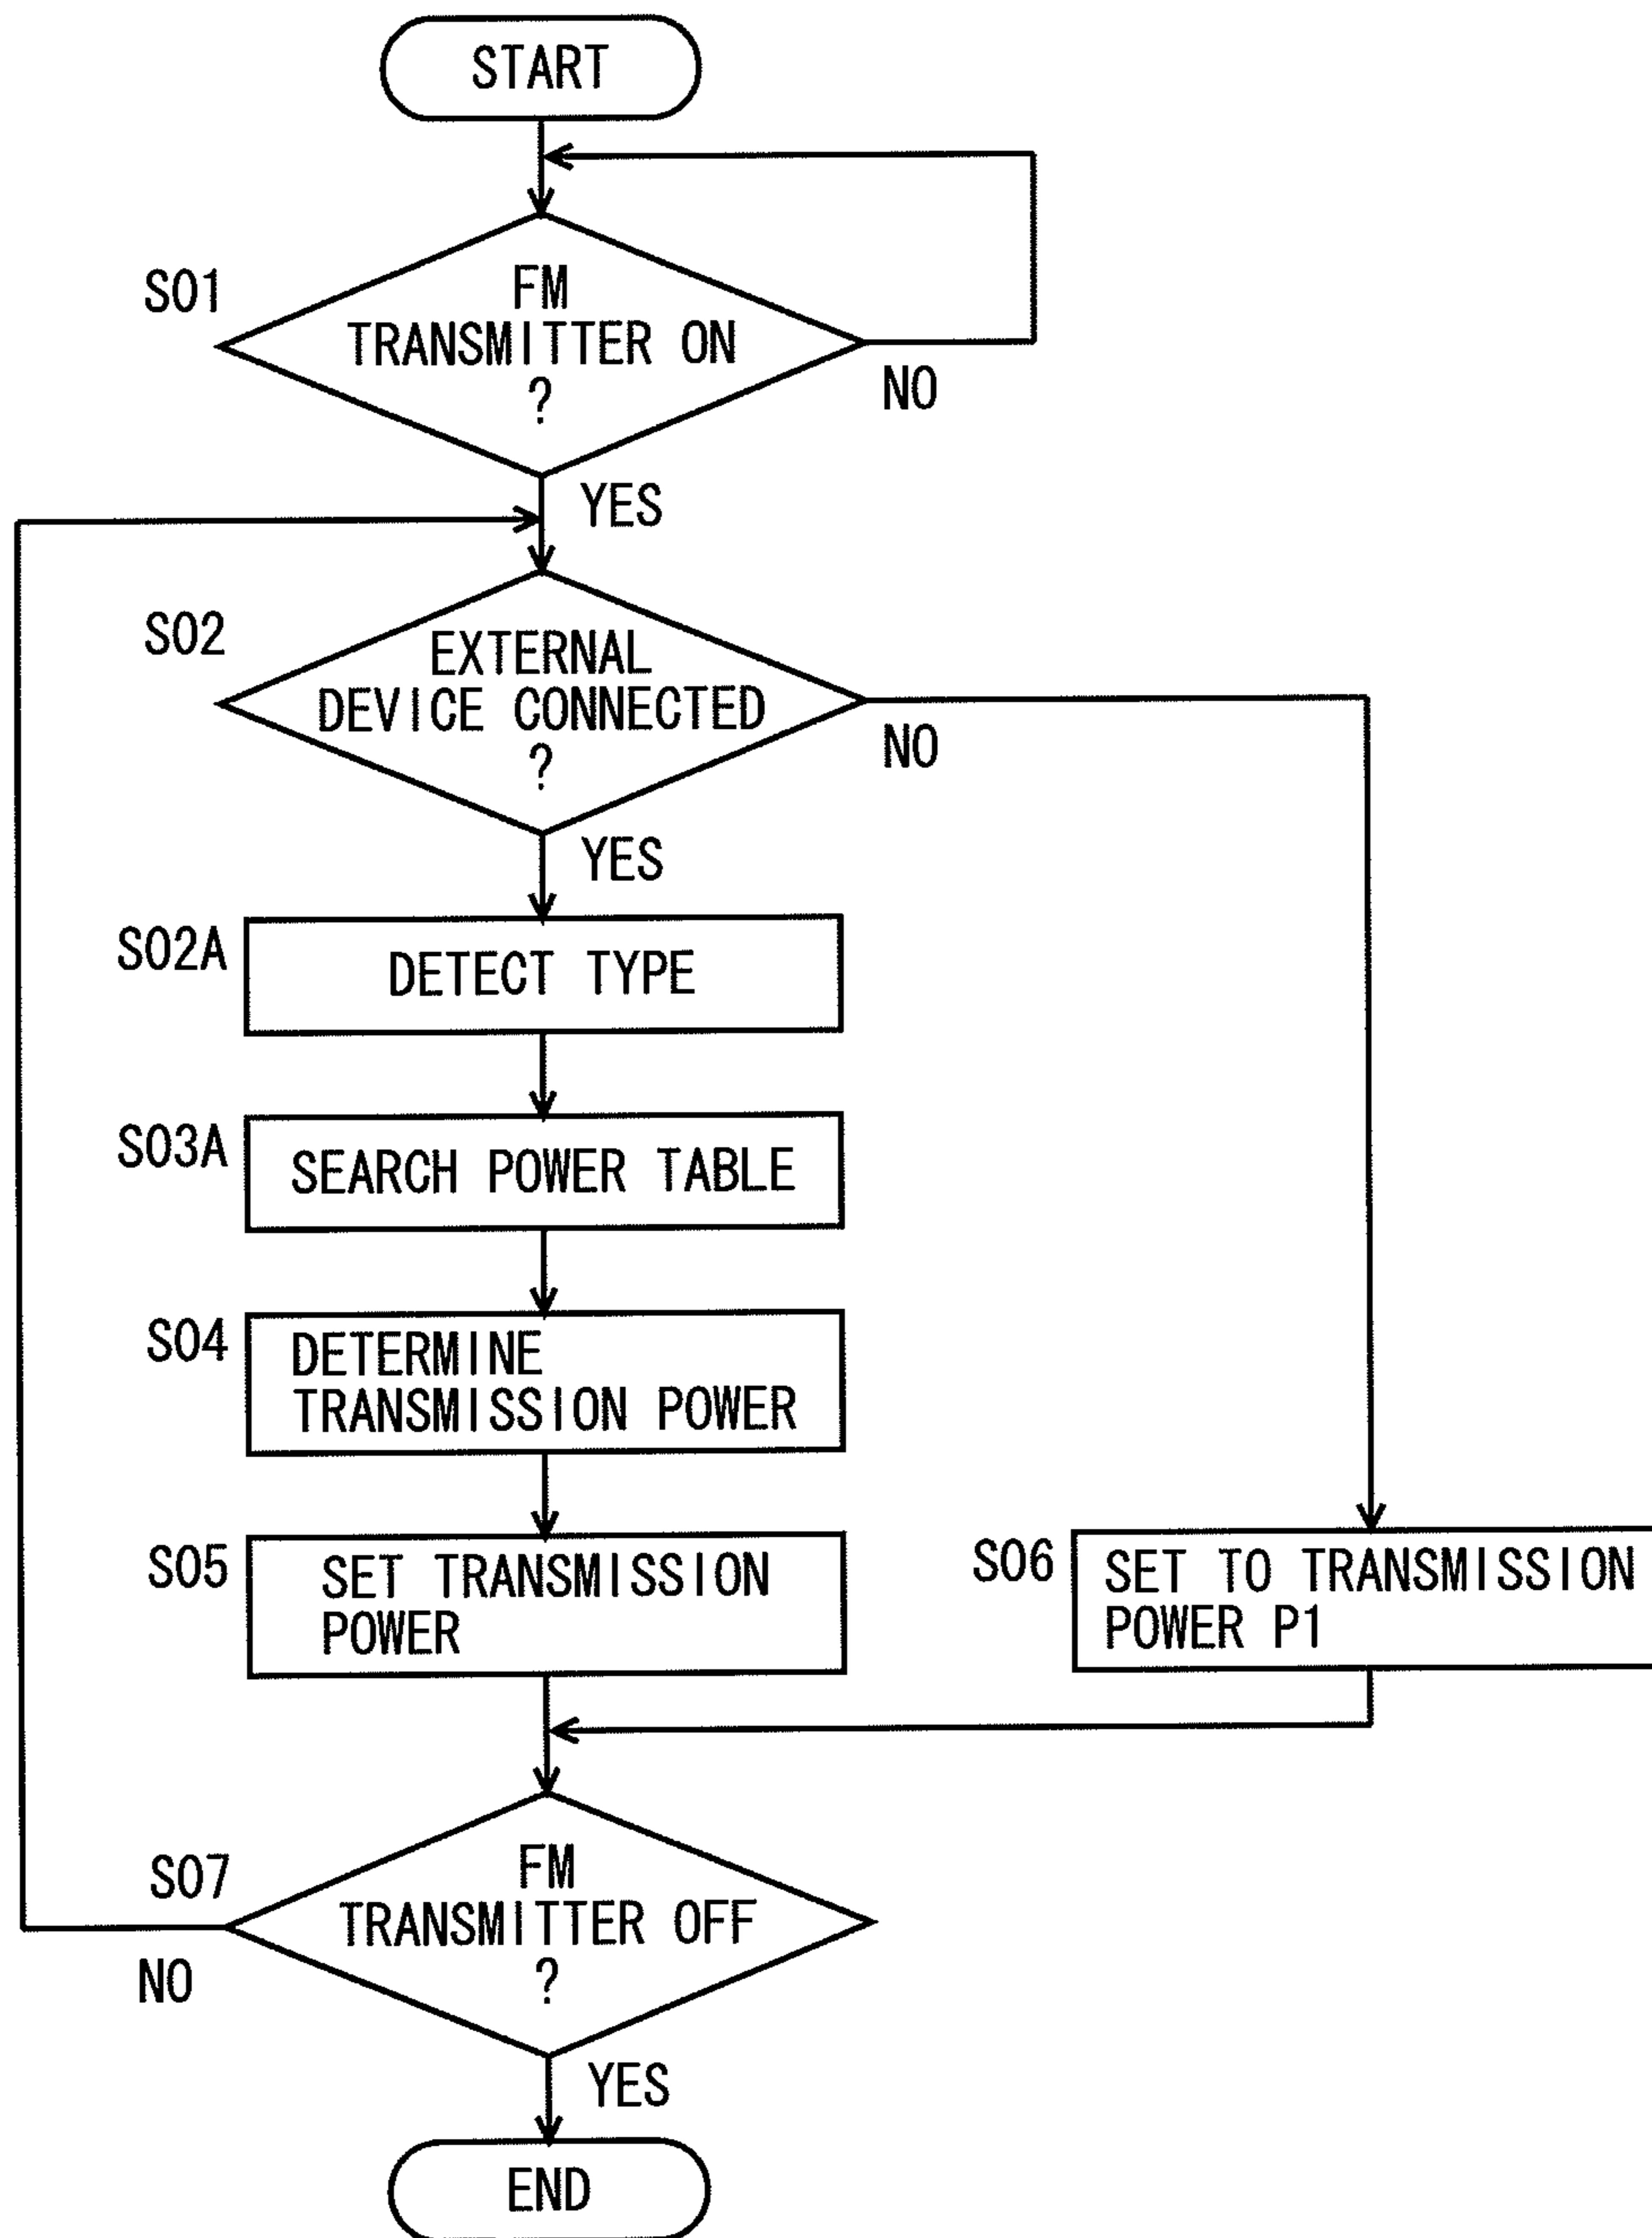 START
S01
FM
TRANSMITTER ON
?
NO
YES
S02
EXTERNAL
DEVICE CONNECTED
?
NO
YES
S02A
DETECT TYPE
S03A
SEARCH POWER TABLE
S04
DETERMINE
TRANSMISSION POWER
S05
SET TRANSMISSION
POWER
S06
SET TO TRANSMISSION
POWER P1
S07
FM
TRANSMITTER OFF
?
NO
YES
END